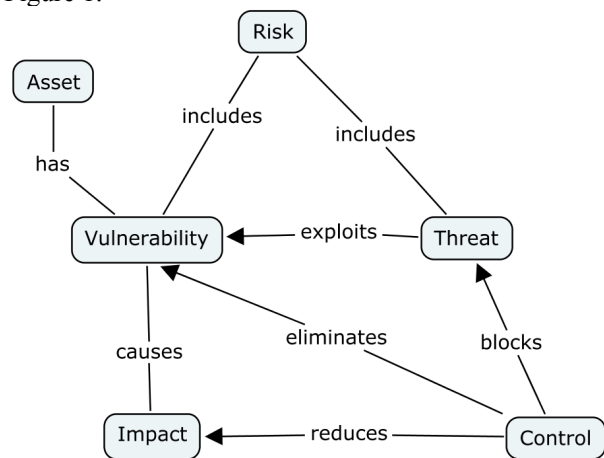 Figure 1.
Risk
Asset
includes
includes
has
Vulnerability
exploits
Threat
eliminates
blocks
causes
Impact
reduces
Control